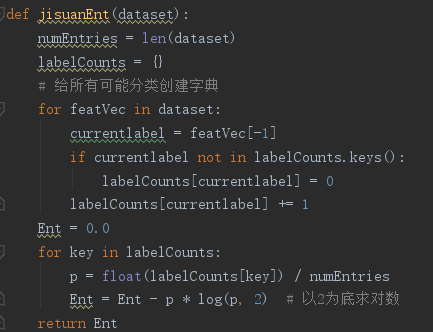 def jisuanEnt(dataset):
    numEntries = len(dataset)
    labelCounts = {}
    # 给所有可能分类创建字典
    for featVec in dataset:
        currentlabel = featVec[-1]
        if currentlabel not in labelCounts.keys():
            labelCounts[currentlabel] = 0
        labelCounts[currentlabel] += 1
    Ent = 0.0
    for key in labelCounts:
        p = float(labelCounts[key]) / numEntries
        Ent = Ent - p * log(p, 2)  # 以2为底求对数
    return Ent